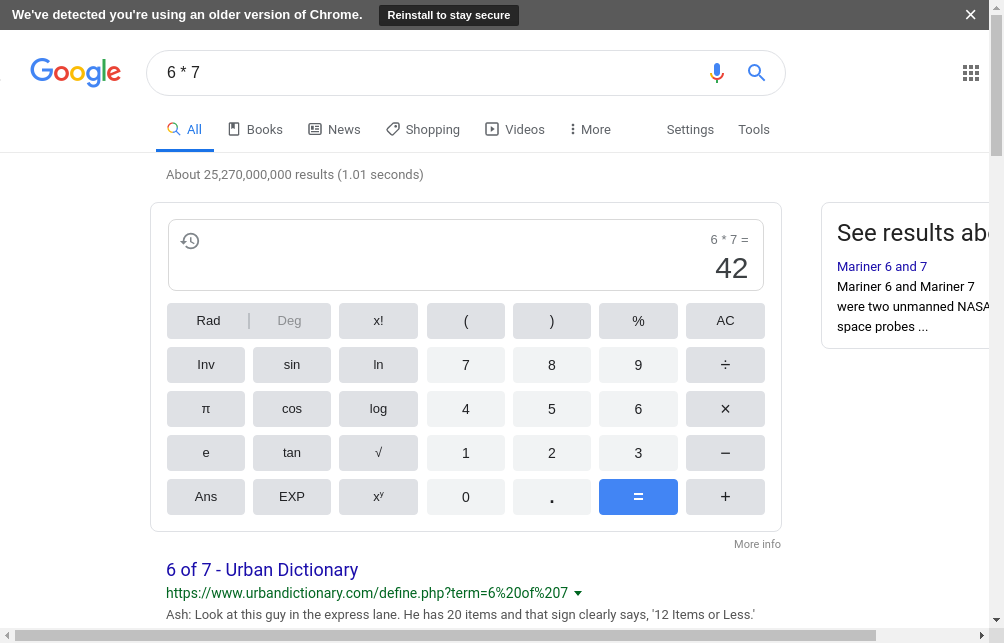 We've detected you're using an older version of Chrome. Reinstall to stay secure
Google 6 * 7
All Books News Shopping Videos More Settings Tools
About 25,270,000,000 results (1.01 seconds)
6 * 7 =
42
Rad Deg x! ( ) % AC
Inv sin ln 7 8 9 ÷
π cos log 4 5 6 ×
e tan √ 1 2 3 −
Ans EXP xʸ 0 . = +
More info
See results abo
Mariner 6 and 7
Mariner 6 and Mariner 7
were two unmanned NASA
space probes ...
6 of 7 - Urban Dictionary
https://www.urbandictionary.com/define.php?term=6%20of%207
Ash: Look at this guy in the express lane. He has 20 items and that sign clearly says, '12 Items or Less.'